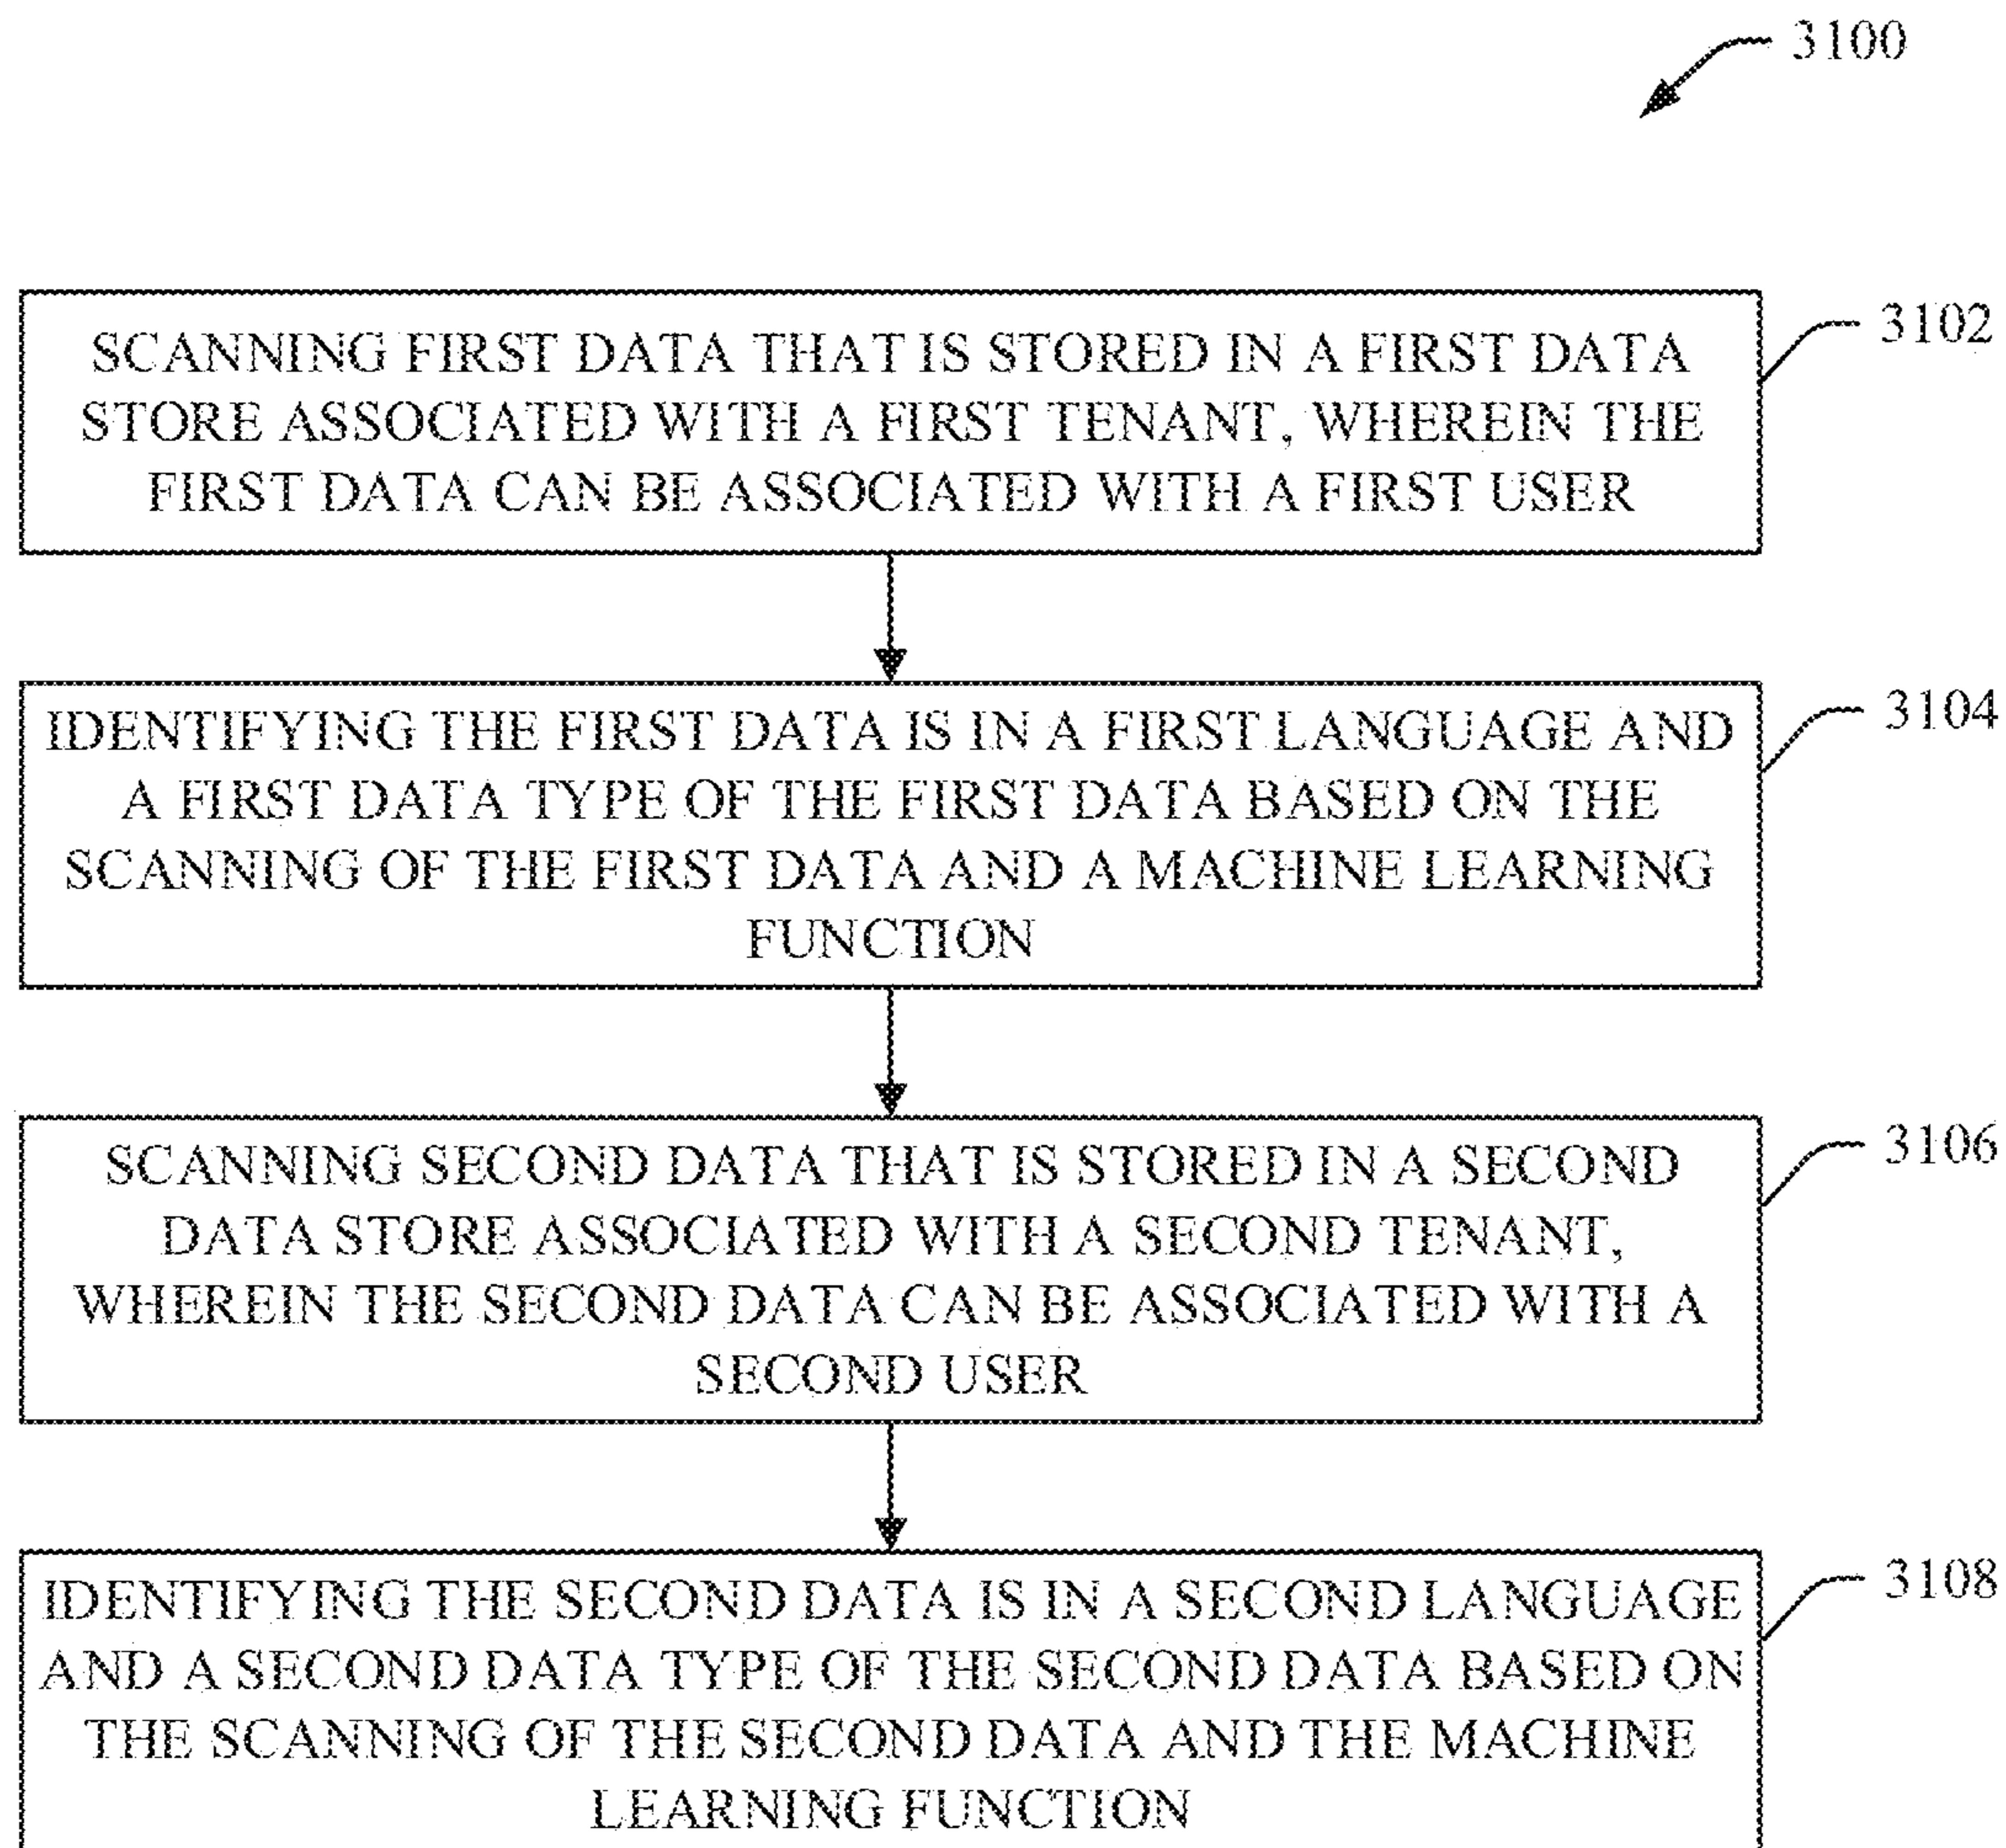 3100
SCANNING FIRST DATA THAT IS STORED IN A FIRST DATA
STORE ASSOCIATED WITH A FIRST TENANT, WHEREIN THE
FIRST DATA CAN BE ASSOCIATED WITH A FIRST USER
3102
IDENTIFYING THE FIRST DATA IS IN A FIRST LANGUAGE AND
A FIRST DATA TYPE OF THE FIRST DATA BASED ON THE
SCANNING OF THE FIRST DATA AND A MACHINE LEARNING
FUNCTION
3104
SCANNING SECOND DATA THAT IS STORED IN A SECOND
DATA STORE ASSOCIATED WITH A SECOND TENANT,
WHEREIN THE SECOND DATA CAN BE ASSOCIATED WITH A
SECOND USER
3106
IDENTIFYING THE SECOND DATA IS IN A SECOND LANGUAGE
AND A SECOND DATA TYPE OF THE SECOND DATA BASED ON
THE SCANNING OF THE SECOND DATA AND THE MACHINE
LEARNING FUNCTION
3108